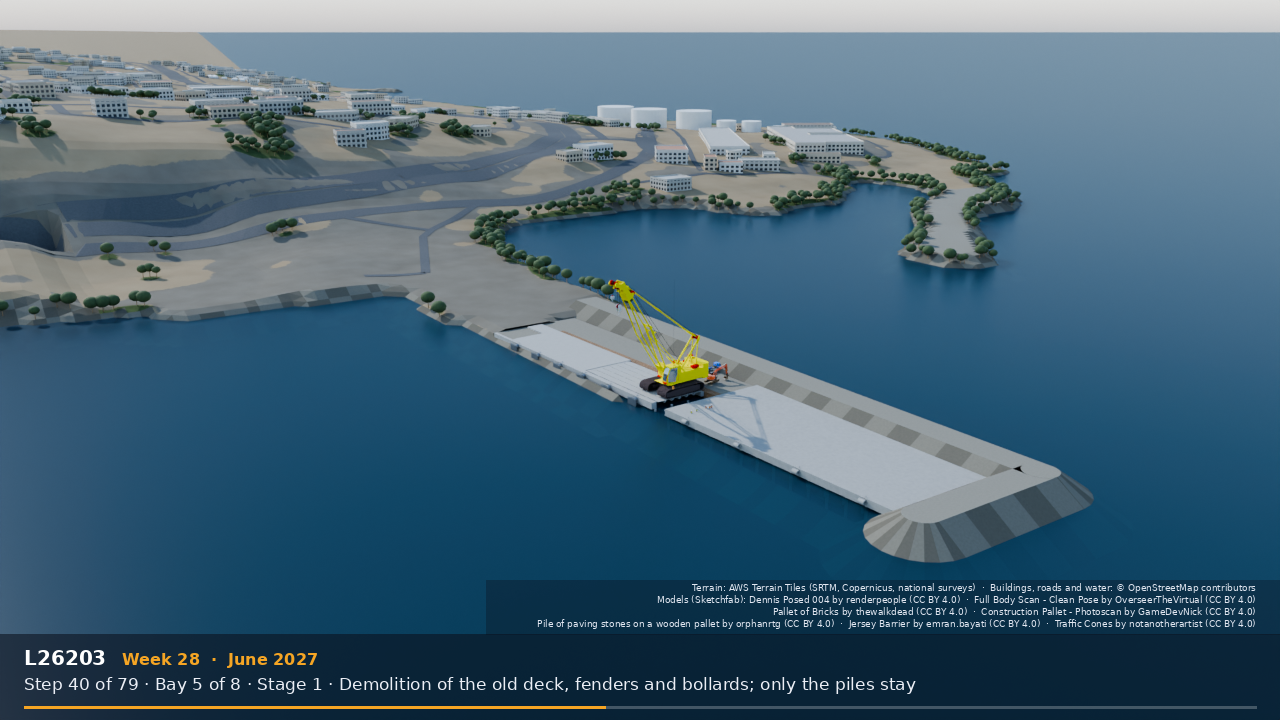 Terrain: AWS Terrain Tiles (SRTM, Copernicus, national surveys)  ·  Buildings, roads and water: © OpenStreetMap contributors
Models (Sketchfab): Dennis Posed 004 by renderpeople (CC BY 4.0)  ·  Full Body Scan - Clean Pose by OverseerTheVirtual (CC BY 4.0)
Pallet of Bricks by thewalkdead (CC BY 4.0)  ·  Construction Pallet - Photoscan by GameDevNick (CC BY 4.0)
Pile of paving stones on a wooden pallet by orphanrtg (CC BY 4.0)  ·  Jersey Barrier by emran.bayati (CC BY 4.0)  ·  Traffic Cones by notanotherartist (CC BY 4.0)
L26203 Week 28 · June 2027
Step 40 of 79 · Bay 5 of 8 · Stage 1 · Demolition of the old deck, fenders and bollards; only the piles stay